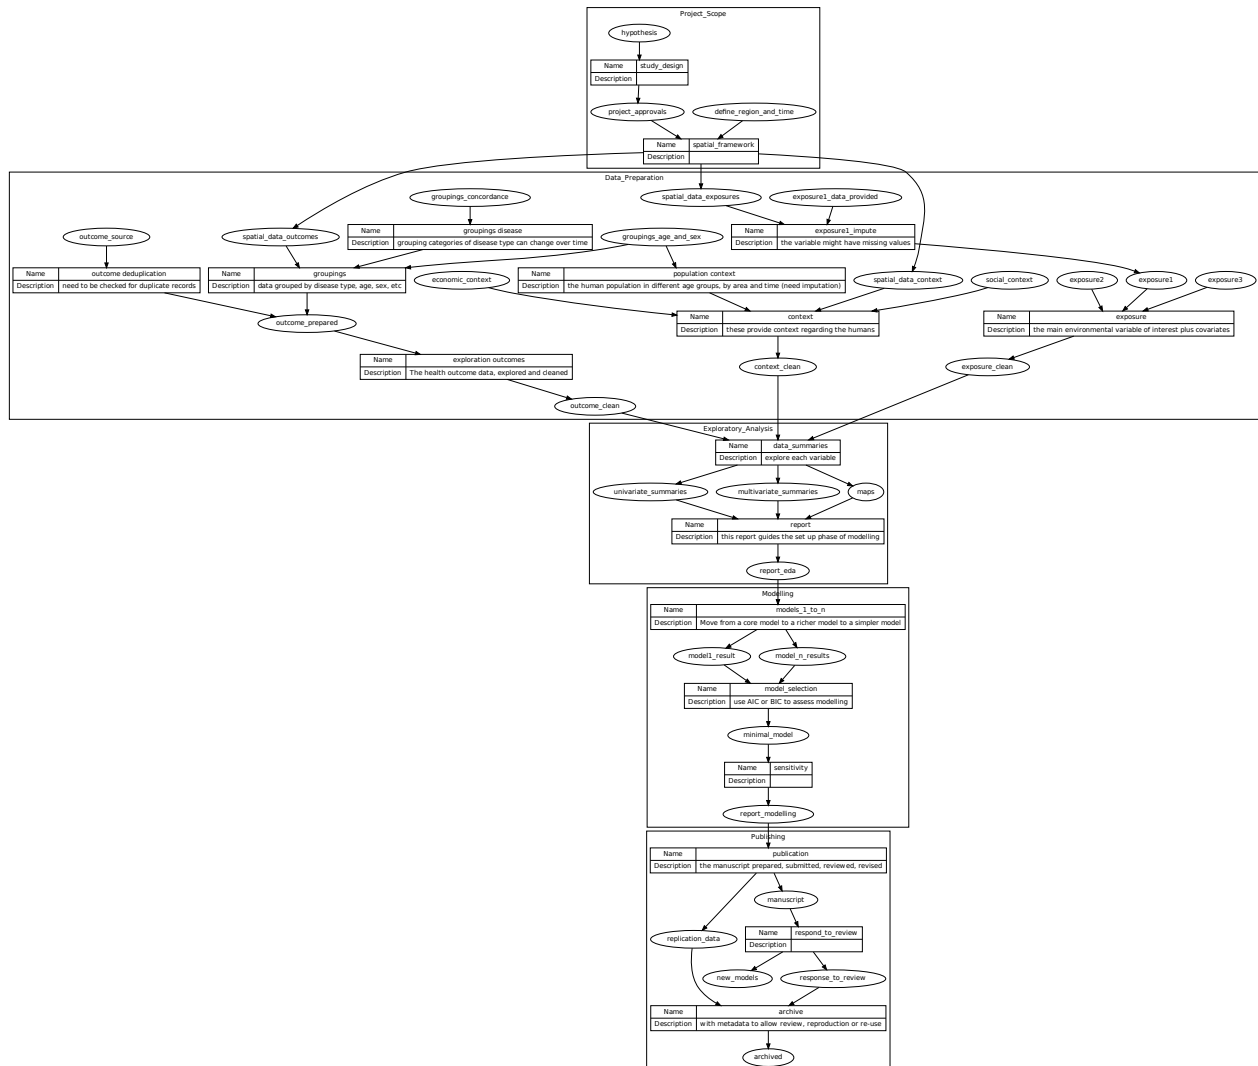 Project_Scope
hypothesis
Name study_design
Description
project_approvals
define_region_and_time
Name spatial_framework
Description
Data_Preparation
groupings_concordance
spatial_data_exposures
exposure1_data_provided
outcome_source
spatial_data_outcomes
Name groupings disease
Description grouping categories of disease type can change over time
groupings_age_and_sex
Name exposure1_impute
Description the variable might have missing values
Name outcome deduplication
Description need to be checked for duplicate records
Name groupings
Description data grouped by disease type, age, sex, etc
economic_context
Name population context
Description the human population in different age groups, by area and time (need imputation)
spatial_data_context
social_context
exposure2
exposure1
exposure3
outcome_prepared
Name context
Description these provide context regarding the humans
Name exposure
Description the main environmental variable of interest plus covariates
Name exploration outcomes
Description The health outcome data, explored and cleaned
context_clean
exposure_clean
outcome_clean
Exploratory_Analysis
Name data_summaries
Description explore each variable
univariate_summaries
multivariate_summaries
maps
Name report
Description this report guides the set up phase of modelling
report_eda
Modelling
Name models_1_to_n
Description Move from a core model to a richer model to a simpler model
model1_result
model_n_results
Name model_selection
Description use AIC or BIC to assess modelling
minimal_model
Name sensitivity
Description
report_modelling
Publishing
Name publication
Description the manuscript prepared, submitted, reviewed, revised
manuscript
replication_data
Name respond_to_review
Description
new_models
response_to_review
Name archive
Description with metadata to allow review, reproduction or re-use
archived